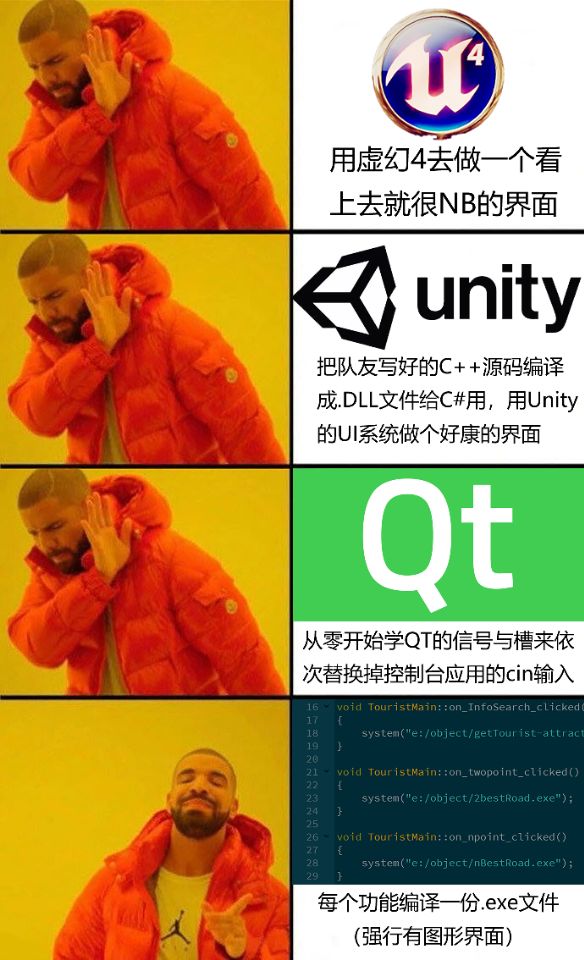 U4
用虚幻4去做一个看
上去就很NB的界面
unity
把队友写好的C++源码编译
成.DLL文件给C#用，用Unity
的UI系统做个好康的界面
Qt
从零开始学QT的信号与槽来依
次替换掉控制台应用的cin输入
16 void TouristMain::on_InfoSearch_clicked(
17 {
18 system("e:/object/getTourist-attract
19 }
20
21 void TouristMain::on_twopoint_clicked()
22 {
23 system("e:/object/2bestRoad.exe");
24 }
25
26 void TouristMain::on_npoint_clicked()
27 {
28 system("e:/object/nBestRoad.exe");
29 }
每个功能编译一份.exe文件
（强行有图形界面）